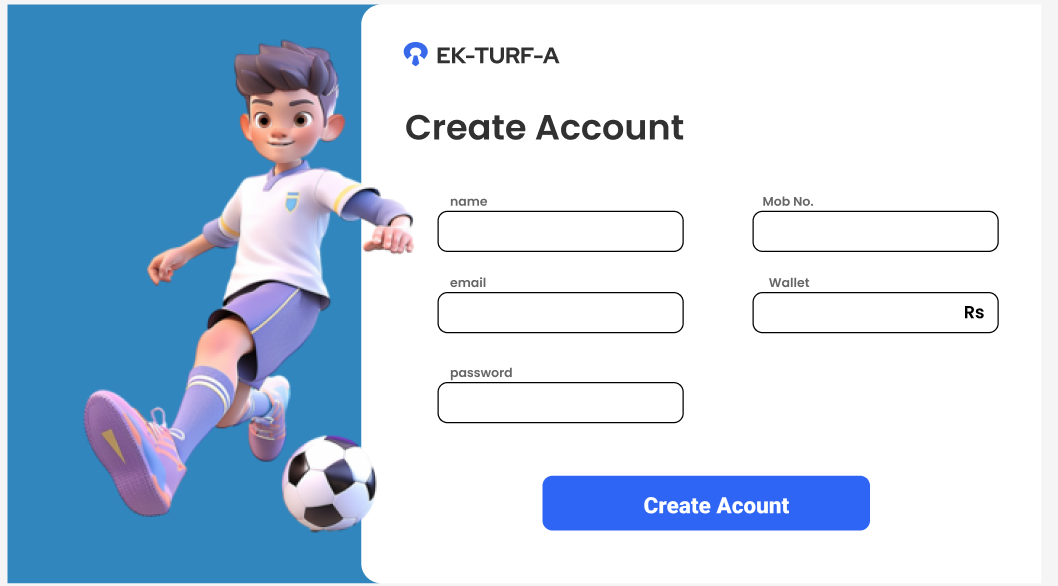 EK-TURF-A
Create Account
name
Mob No.
email
Wallet
Rs
password
Create Acount